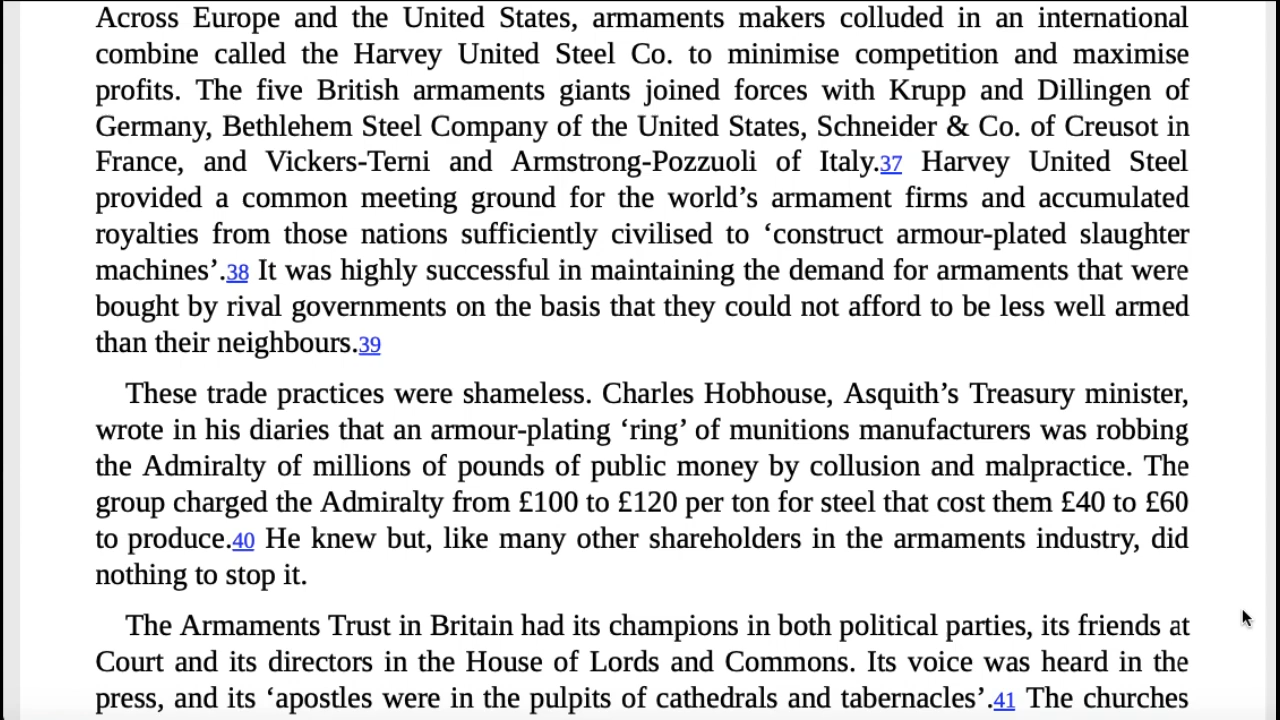 Across Europe and the United States, armaments makers colluded in an international
combine called the Harvey United Steel Co. to minimise competition and maximise
profits. The five British armaments giants joined forces with Krupp and Dillingen of
Germany, Bethlehem Steel Company of the United States, Schneider & Co. of Creusot in
France, and Vickers-Terni and Armstrong-Pozzuoli of Italy.37 Harvey United Steel
provided a common meeting ground for the world’s armament firms and accumulated
royalties from those nations sufficiently civilised to ‘construct armour-plated slaughter
machines’.38 It was highly successful in maintaining the demand for armaments that were
bought by rival governments on the basis that they could not afford to be less well armed
than their neighbours.39
These trade practices were shameless. Charles Hobhouse, Asquith’s Treasury minister,
wrote in his diaries that an armour-plating ‘ring’ of munitions manufacturers was robbing
the Admiralty of millions of pounds of public money by collusion and malpractice. The
group charged the Admiralty from £100 to £120 per ton for steel that cost them £40 to £60
to produce.40 He knew but, like many other shareholders in the armaments industry, did
nothing to stop it.
The Armaments Trust in Britain had its champions in both political parties, its friends at
Court and its directors in the House of Lords and Commons. Its voice was heard in the
press, and its ‘apostles were in the pulpits of cathedrals and tabernacles’.41 The churches